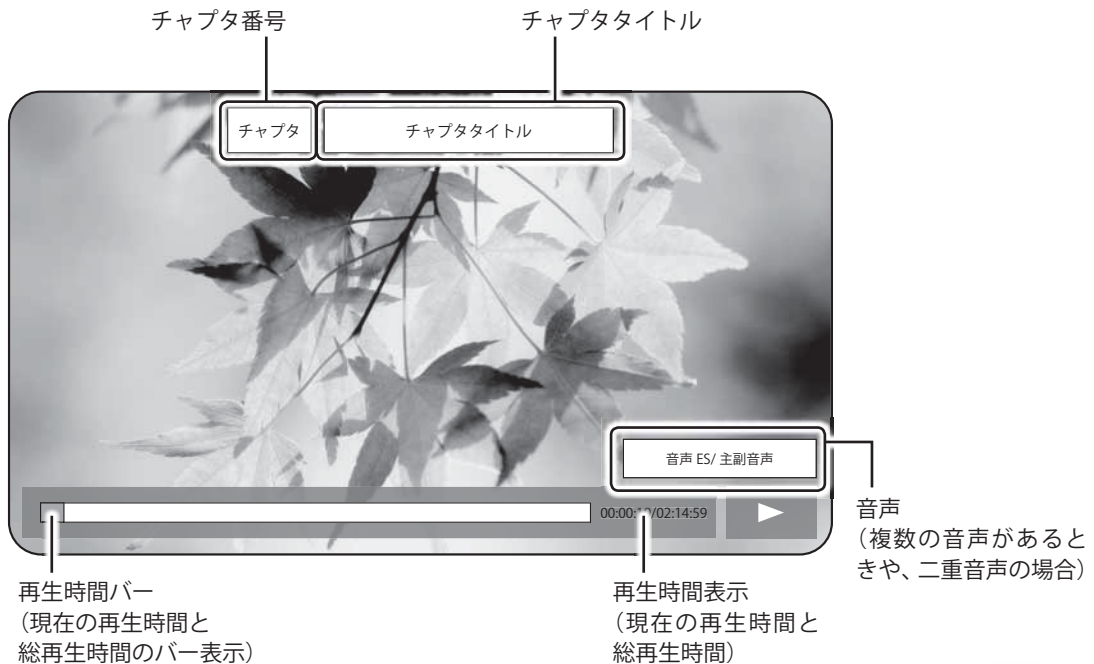 チャプタ番号
チャプタタイトル
チャプタ
チャプタタイトル
音声 ES/ 主副音声
00:00:10/02:14:59
音声
（複数の音声があると
きや、二重音声の場合）
再生時間バー
（現在の再生時間と
総再生時間のバー表示）
再生時間表示
（現在の再生時間と
総再生時間）